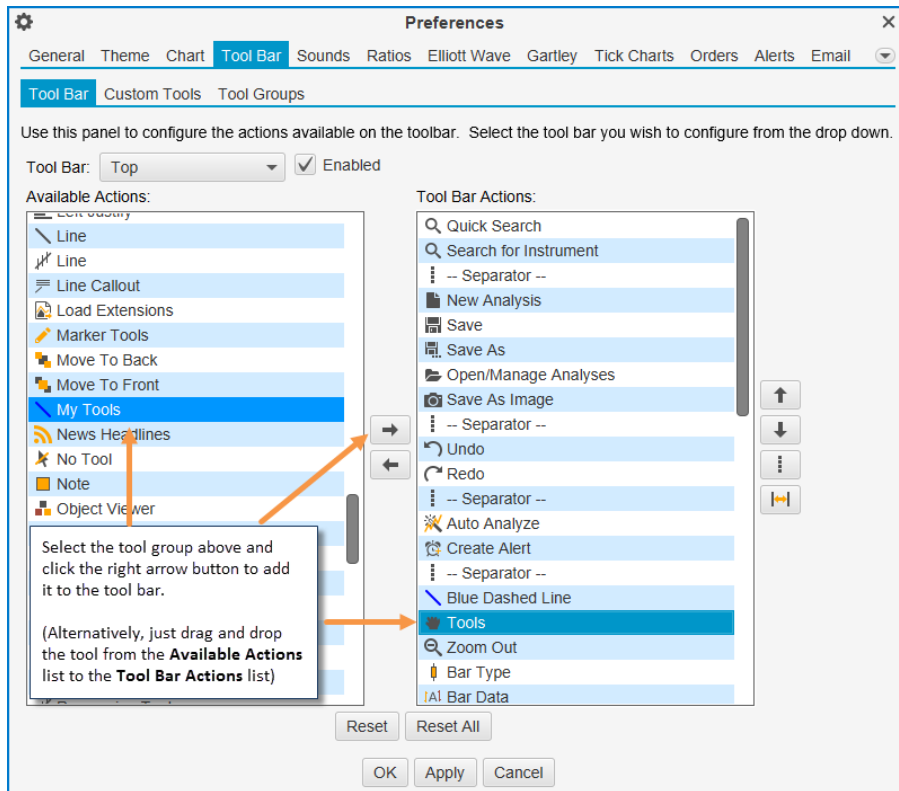 Preferences
General Theme Chart Tool Bar Sounds Ratios Elliott Wave Gartley Tick Charts Orders Alerts Email
Tool Bar Custom Tools Tool Groups
Use this panel to configure the actions available on the toolbar. Select the tool bar you wish to configure from the drop down.
Tool Bar: Top Enabled
Available Actions:
Left Justify
Line
Line
Line Callout
Load Extensions
Marker Tools
Move To Back
Move To Front
My Tools
News Headlines
No Tool
Note
Object Viewer
Select the tool group above and
click the right arrow button to add
it to the tool bar.
(Alternatively, just drag and drop
the tool from the Available Actions
list to the Tool Bar Actions list)
Tool Bar Actions:
Quick Search
Search for Instrument
-- Separator --
New Analysis
Save
Save As
Open/Manage Analyses
Save As Image
-- Separator --
Undo
Redo
-- Separator --
Auto Analyze
Create Alert
-- Separator --
Blue Dashed Line
Tools
Zoom Out
Bar Type
Bar Data
Reset Reset All
OK Apply Cancel